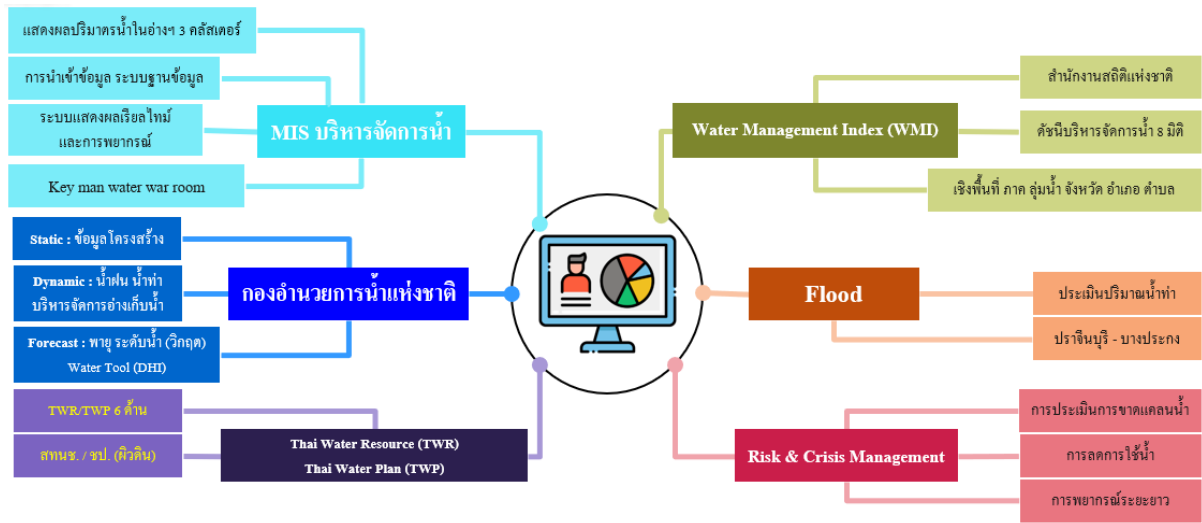 แสดงผลปริมาตรน้ำในอ่างฯ 3 คลัสเตอร์
การนำเข้าข้อมูล ระบบฐานข้อมูล
ระบบแสดงผลเรียลไทม์
และการพยากรณ์
Key man water war room
MIS บริหารจัดการน้ำ
Static : ข้อมูลโครงสร้าง
Dynamic : น้ำฝน น้ำท่า
บริหารจัดการอ่างเก็บน้ำ
Forecast : พายุ ระดับน้ำ (วิกฤต)
Water Tool (DHI)
กองอำนวยการน้ำแห่งชาติ
TWR/TWP 6 ด้าน
สทนช. / ชป. (ผิวดิน)
Thai Water Resource (TWR)
Thai Water Plan (TWP)
Water Management Index (WMI)
สำนักงานสถิติแห่งชาติ
ดัชนีบริหารจัดการน้ำ 8 มิติ
เชิงพื้นที่ ภาค ลุ่มน้ำ จังหวัด อำเภอ ตำบล
Flood
ประเมินปริมาณน้ำท่า
ปราจีนบุรี - บางประกง
Risk & Crisis Management
การประเมินการขาดแคลนน้ำ
การลดการใช้น้ำ
การพยากรณ์ระยะยาว